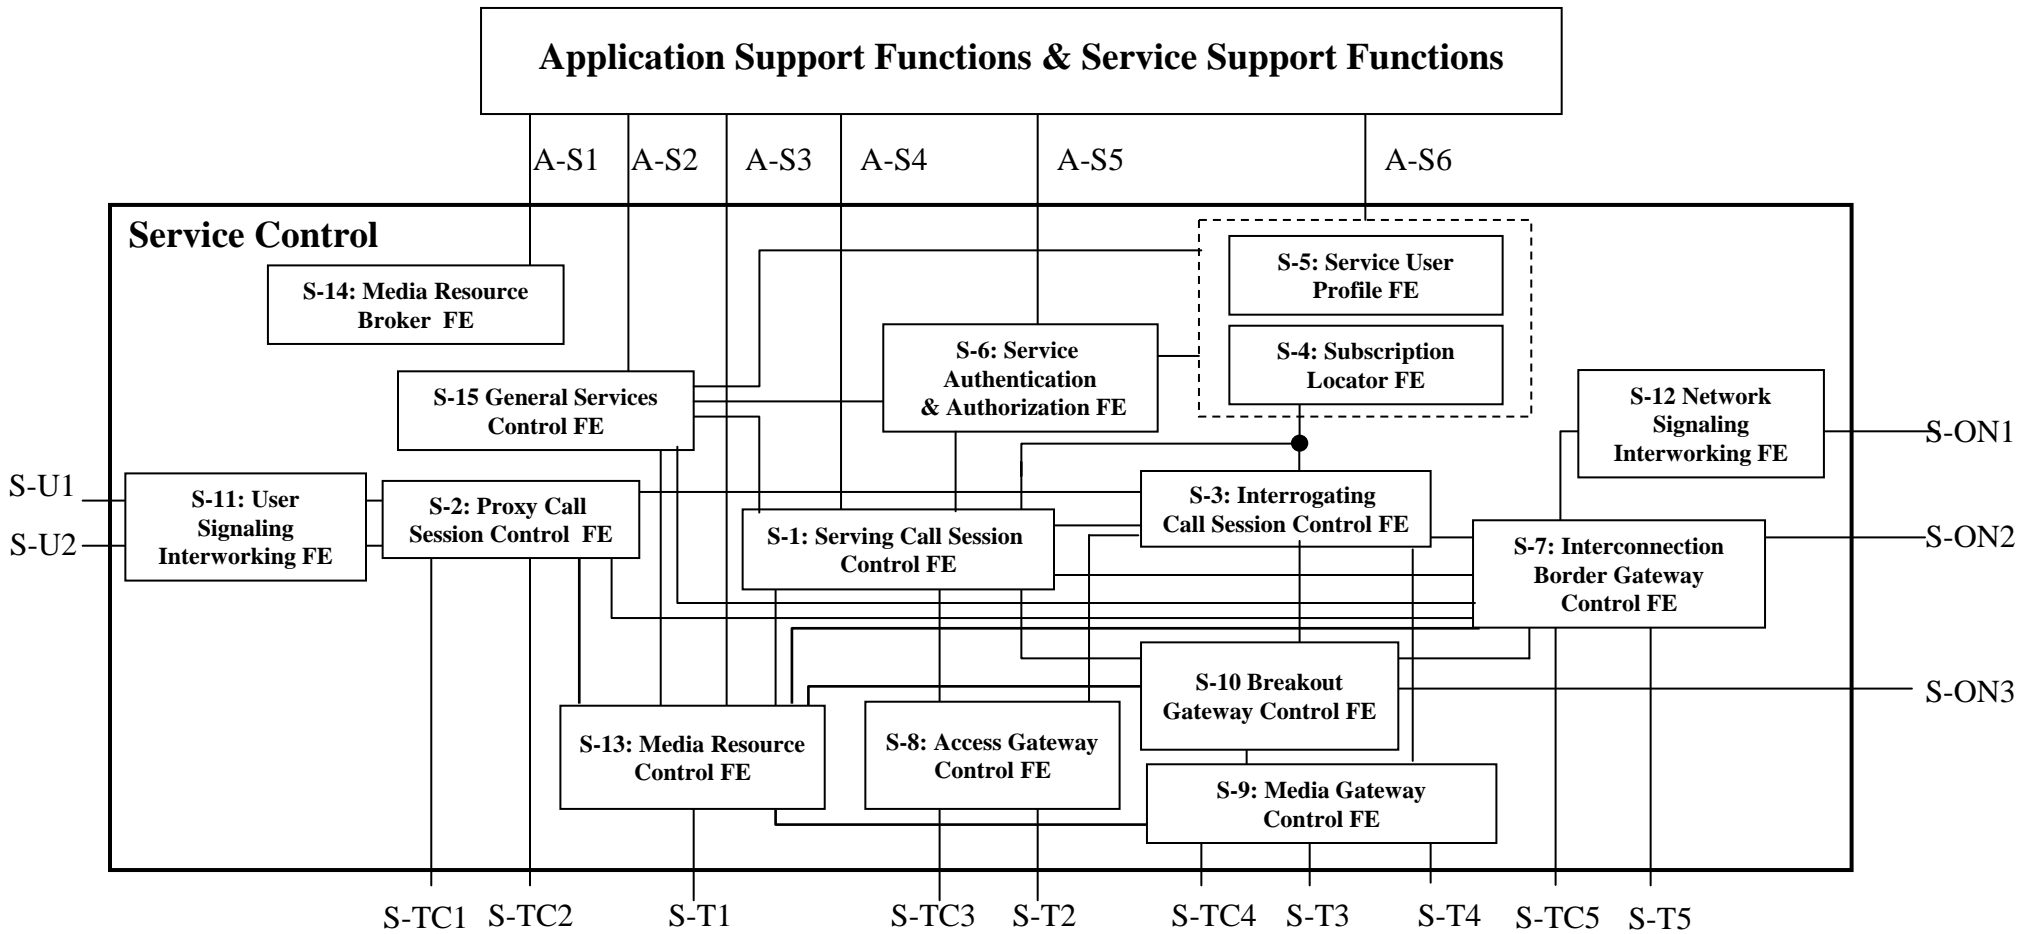 Application Support Functions & Service Support Functions
A-S1
A-S2
A-S3
A-S4
A-S5
A-S6
Service Control
S-14: Media Resource
Broker FE
S-5: Service User
Profile FE
S-4: Subscription
Locator FE
S-6: Service
Authentication
& Authorization FE
S-15 General Services
Control FE
S-12 Network
Signaling
Interworking FE
S-ON1
S-U1
S-U2
S-11: User
Signaling
Interworking FE
S-2: Proxy Call
Session Control FE
S-1: Serving Call Session
Control FE
S-3: Interrogating
Call Session Control FE
S-7: Interconnection
Border Gateway
Control FE
S-ON2
S-10 Breakout
Gateway Control FE
S-ON3
S-13: Media Resource
Control FE
S-8: Access Gateway
Control FE
S-9: Media Gateway
Control FE
S-TC1
S-TC2
S-T1
S-TC3
S-T2
S-TC4
S-T3
S-T4
S-TC5
S-T5